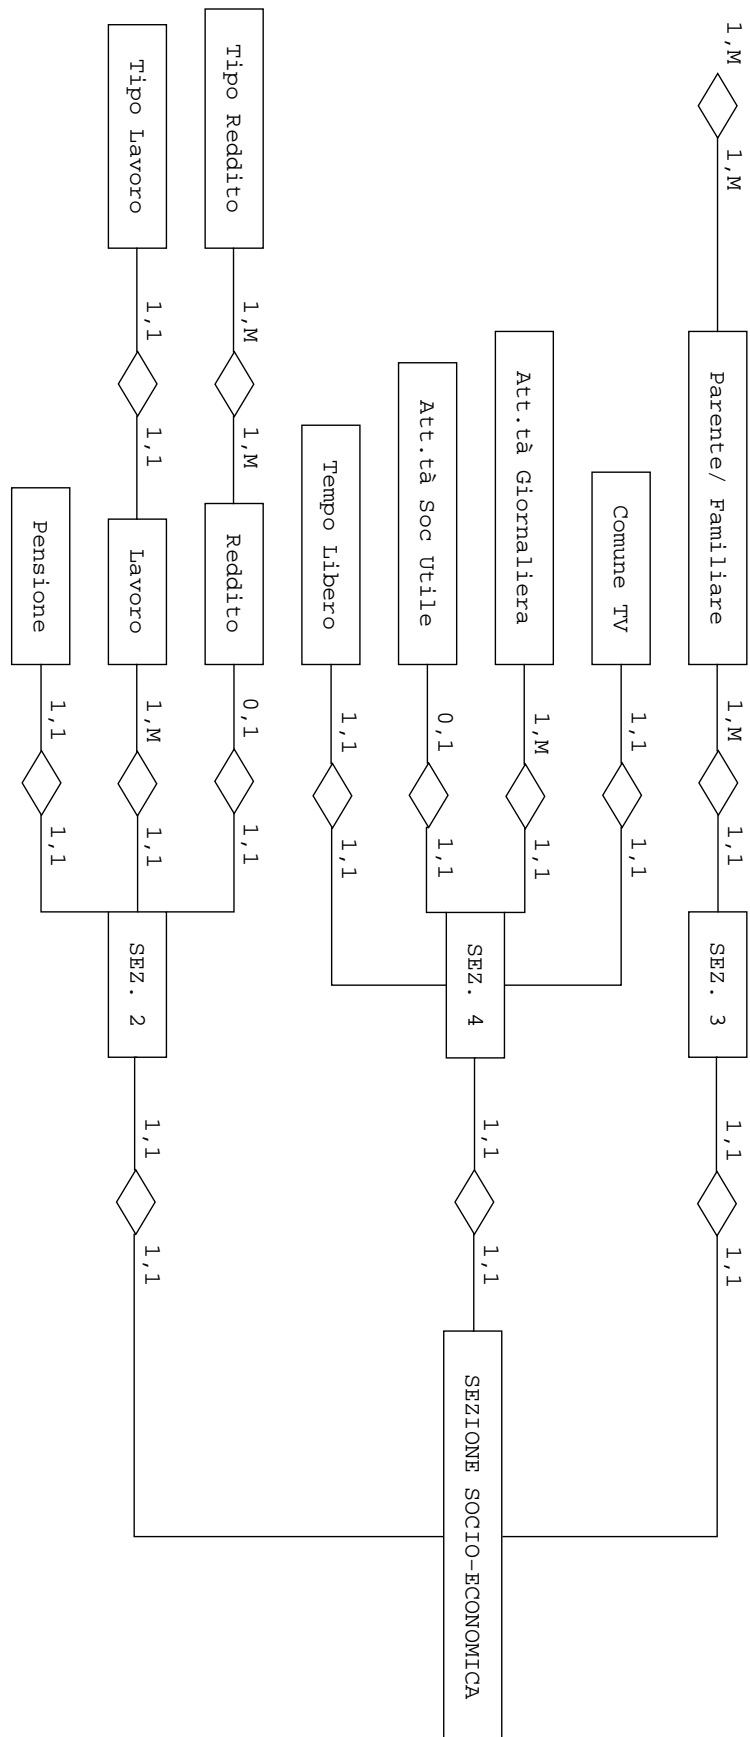 1,M
1,M
1,M
1,M
1,1
1,1
Parente/ Familiare
SEZ. 3
1,1
1,1
Comune TV
1,M
1,1
Att.tà Giornaliera
1,1
1,1
SEZ. 4
SEZIONE SOCIO-ECONOMICA
0,1
1,1
Att.tà Soc Utile
1,1
1,1
Tempo Libero
1,M
1,M
0,1
1,1
Tipo Reddito
Reddito
1,1
1,1
1,M
1,1
1,1
1,1
Tipo Lavoro
Lavoro
SEZ. 2
1,1
1,1
Pensione